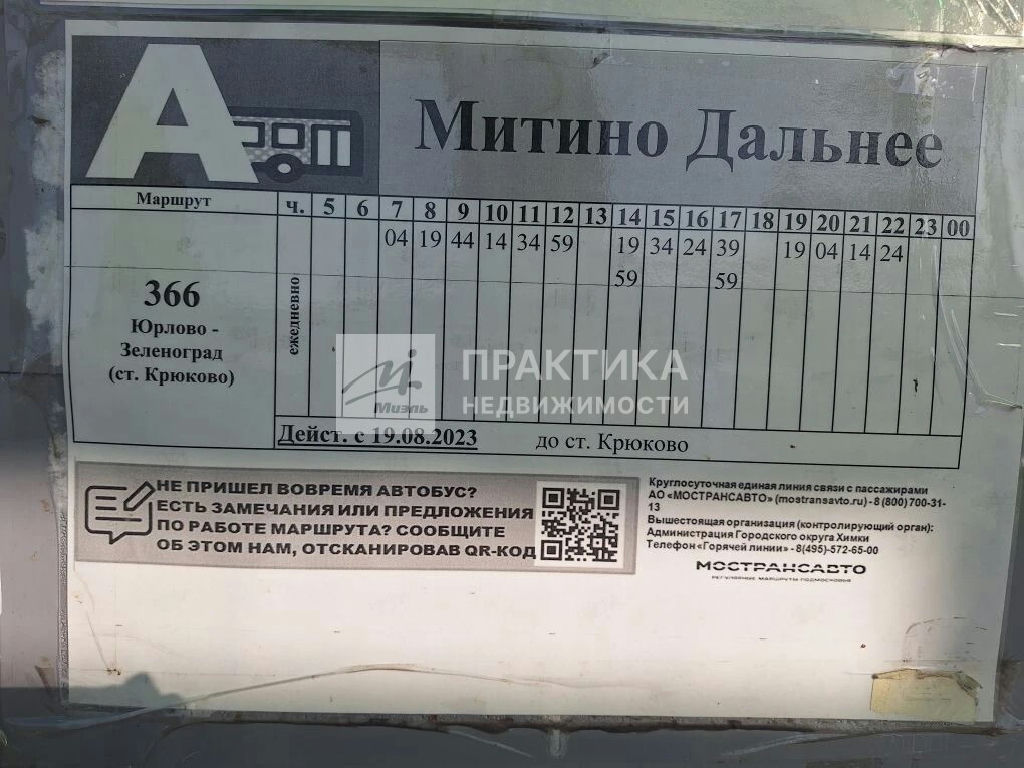 А
Митино Дальнее
Маршрут ч. 5 6 7 8 9 10 11 12 13 14 15 16 17 18 19 20 21 22 23 00
04 19 44 14 34 59 19 34 24 39 19 04 14 24
59 59
366
Юрлово -
Зеленоград
(ст. Крюково)
ежедневно
Дейст. с 19.08.2023 до ст. Крюково
Миэль
ПРАКТИКА
НЕДВИЖИМОСТИ
НЕ ПРИШЕЛ ВОВРЕМЯ АВТОБУС?
ЕСТЬ ЗАМЕЧАНИЯ ИЛИ ПРЕДЛОЖЕНИЯ
ПО РАБОТЕ МАРШРУТА? СООБЩИТЕ
ОБ ЭТОМ НАМ, ОТСКАНИРОВАВ QR-КОД
Круглосуточная единая линия связи с пассажирами
АО «МОСТРАНСАВТО» (mostransavto.ru) - 8 (800) 700-31-
13
Вышестоящая организация (контролирующий орган):
Администрация Городского округа Химки
Телефон «Горячей линии» - 8(495)-572-65-00
МОСТРАНСАВТО
РЕГУЛЯРНЫЕ МАРШРУТЫ ПОДМОСКОВЬЯ